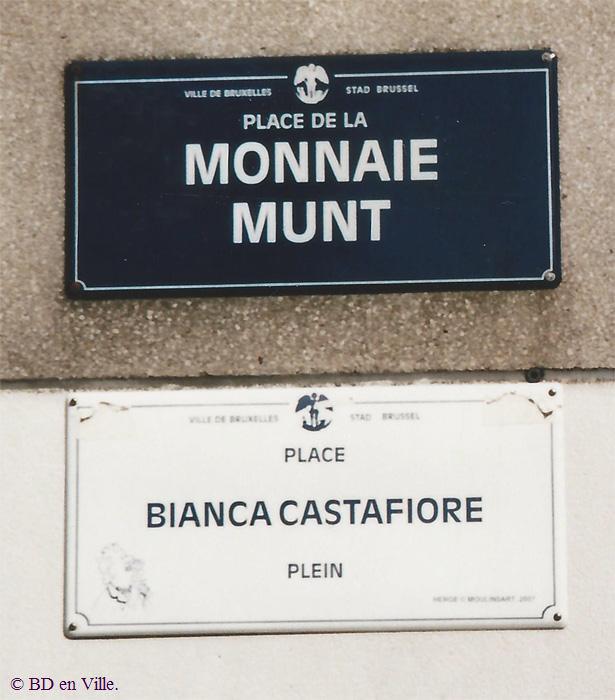 VILLE DE BRUXELLES STAD BRUSSEL
PLACE DE LA
MONNAIE
MUNT
VILLE DE BRUXELLES STAD BRUSSEL
PLACE
BIANCA CASTAFIORE
PLEIN
HERGÉ © MOULINSART 2007
© BD en Ville.